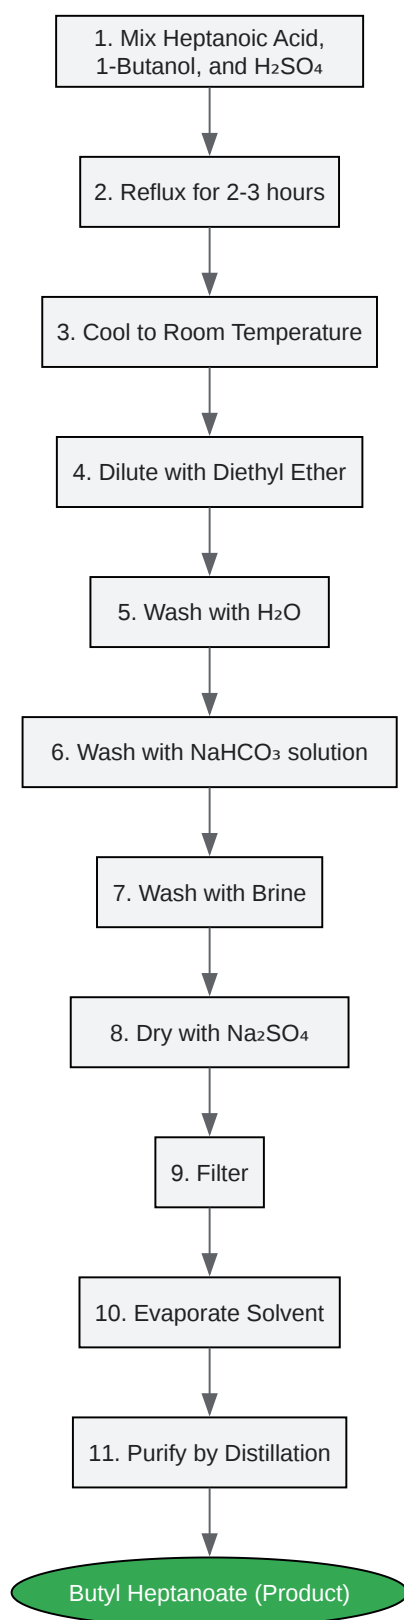 1. Mix Heptanoic Acid,
1-Butanol, and H₂SO₄
2. Reflux for 2-3 hours
3. Cool to Room Temperature
4. Dilute with Diethyl Ether
5. Wash with H₂O
6. Wash with NaHCO₃ solution
7. Wash with Brine
8. Dry with Na₂SO₄
9. Filter
10. Evaporate Solvent
11. Purify by Distillation
Butyl Heptanoate (Product)